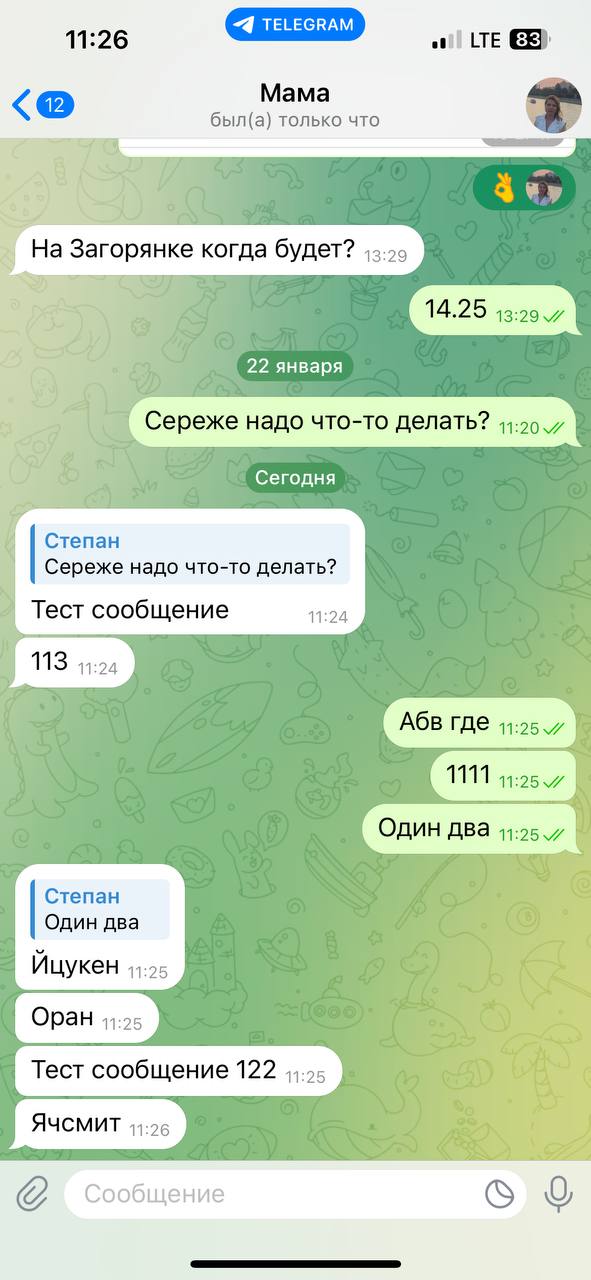 11:26
TELEGRAM
LTE 83
12
Мама
был(а) только что
На Загорянке когда будет? 13:29
14.25 13:29
22 января
Сереже надо что-то делать? 11:20
Сегодня
Степан
Сереже надо что-то делать?
Тест сообщение 11:24
113 11:24
Абв где 11:25
1111 11:25
Один два 11:25
Степан
Один два
Йцукен 11:25
Оран 11:25
Тест сообщение 122 11:25
Ячсмит 11:26
Сообщение